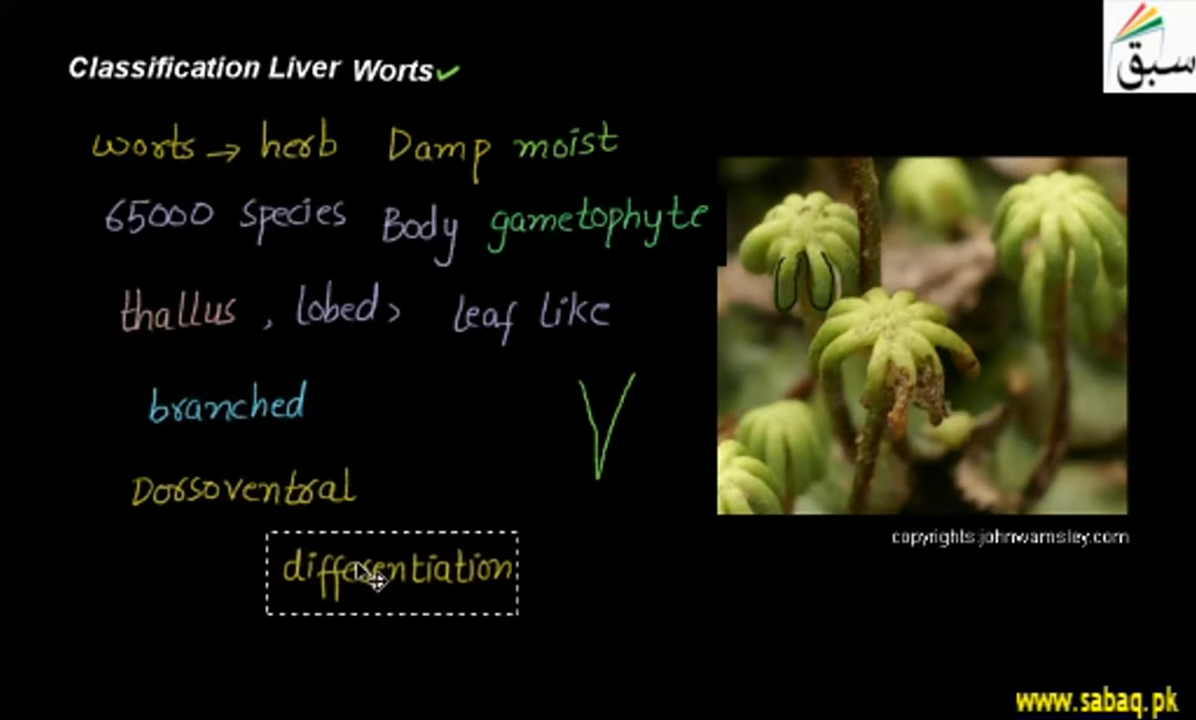 Classification Liver Worts
سبق
worts → herb Damp moist
65000 Species Body gametophyte
thallus, lobed, leaf like
branched
Dorsoventral
differentiation
copyrights:johnwamsley.com
www.sabaq.pk